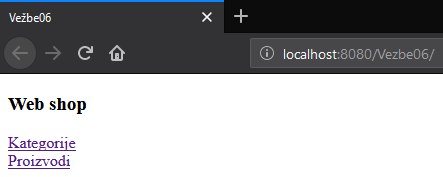 Vežbe06
localhost:8080/Vezbe06/
Web shop
Kategorije
Proizvodi